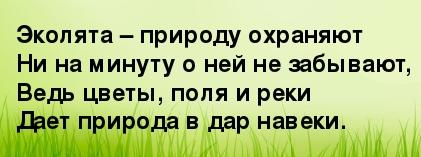 Эколята – природу охраняют
Ни на минуту о ней не забывают,
Ведь цветы, поля и реки
Дает природа в дар навеки.